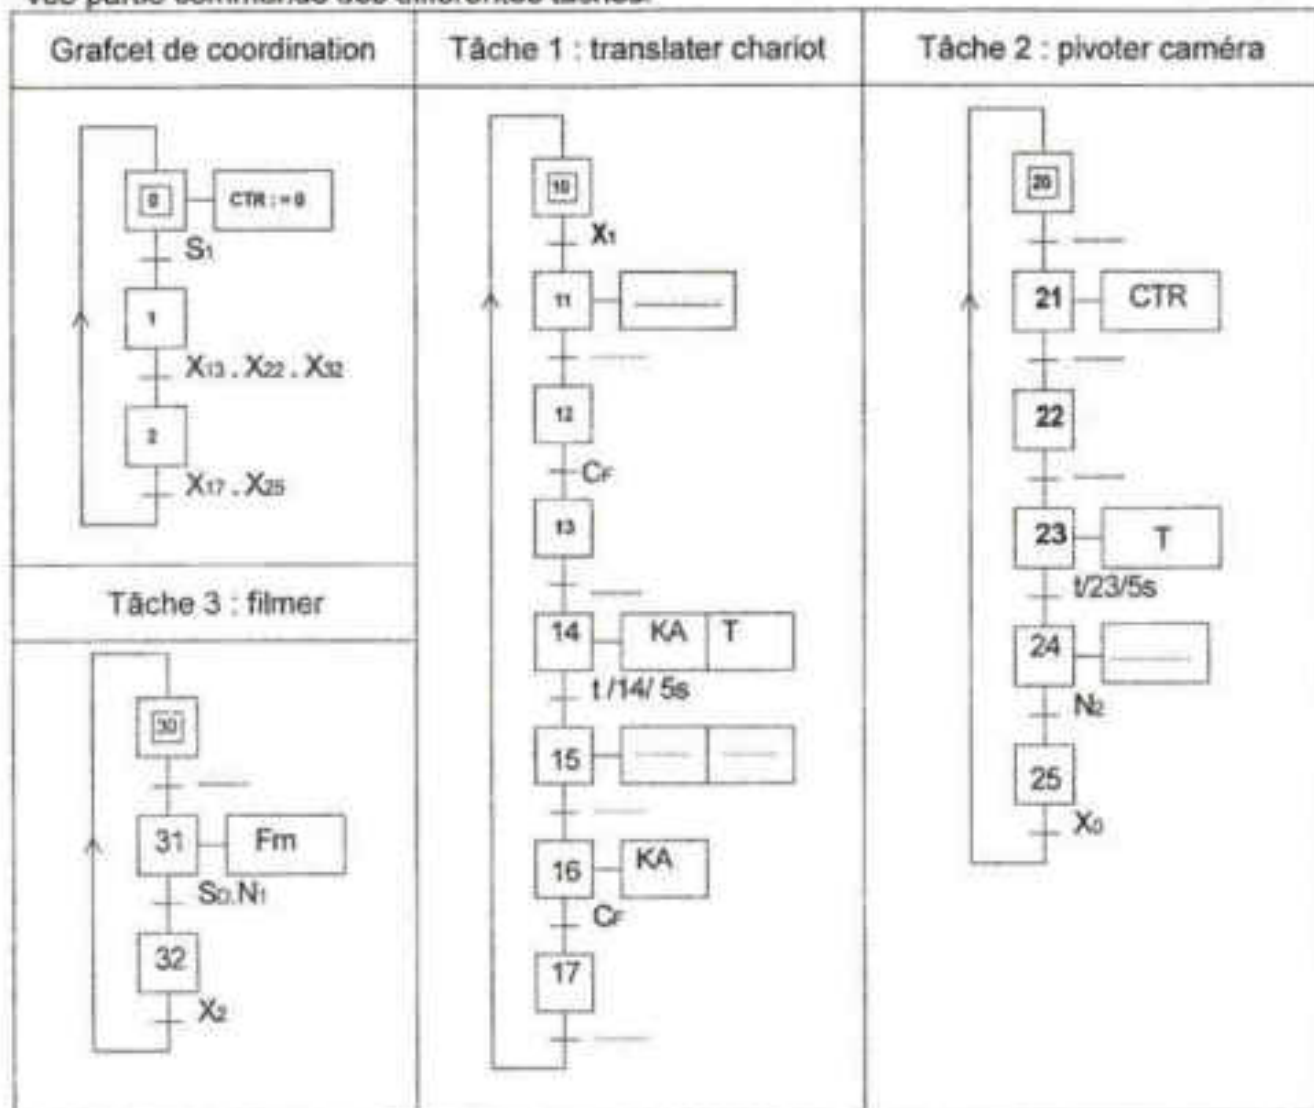 Grafcet de coordination
0
CTR : = 0
S1
1
X13 . X22 . X32
2
X17 . X25
Tâche 3 : filmer
30
31
Fm
S0.N1
32
X2
Tâche 1 : translater chariot
10
X1
11
12
CF
13
14
KA T
t /14/ 5s
15
16
KA
CF
17
Tâche 2 : pivoter caméra
20
21
CTR
22
23
T
t/23/5s
24
N2
25
X0